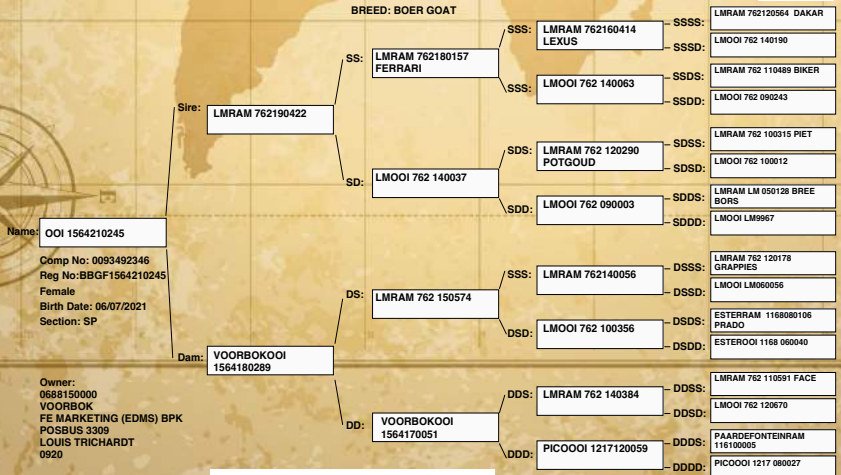 BREED: BOER GOAT
Name:
OOI 1564210245
Comp No: 0093492346
Reg No:BBGF1564210245
Female
Birth Date: 06/07/2021
Section: SP
Owner:
0688150000
VOORBOK
FE MARKETING (EDMS) BPK
POSBUS 3309
LOUIS TRICHARDT
0920
Sire:
LMRAM 762190422
Dam:
VOORBOKOOI
1564180289
SS:
LMRAM 762180157
FERRARI
SD:
LMOOI 762 140037
DS:
LMRAM 762 150574
DD:
VOORBOKOOI
1564170051
SSS:
LMRAM 762160414
LEXUS
SSS:
LMOOI 762 140063
SDS:
LMRAM 762 120290
POTGOUD
SDD:
LMOOI 762 090003
SSS:
LMRAM 762140056
DSD:
LMOOI 762 100356
DDS:
LMRAM 762 140384
DDD:
PICOOOI 1217120059
SSSS:
LMRAM 762120564 DAKAR
SSSD:
LMOOI 762 140190
SSDS:
LMRAM 762 110489 BIKER
SSDD:
LMOOI 762 090243
SDSS:
LMRAM 762 100315 PIET
SDSD:
LMOOI 762 100012
SDDS:
LMRAM LM 050128 BREE
BORS
SDDD:
LMOOI LM9967
DSSS:
LMRAM 762 120178
GRAPPIES
DSSD:
LMOOI LM060056
DSDS:
ESTERRAM 1168080106
PRADO
DSDD:
ESTEROOI 1168 060040
DDSS:
LMRAM 762 110591 FACE
DDSD:
LMOOI 762 120670
DDDS:
PAARDEFONTEINRAM
116100005
DDDD:
PICOOOI 1217 080027
E